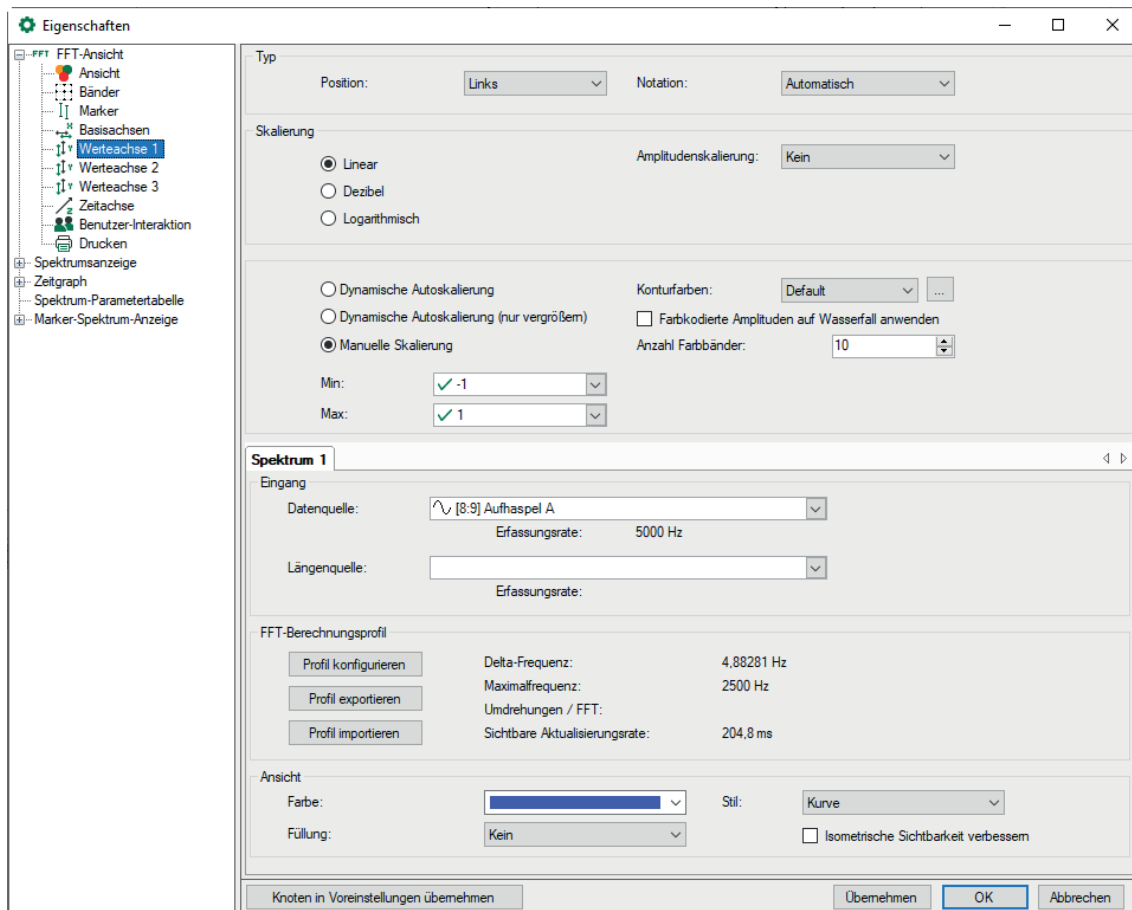 Eigenschaften
FFT FFT-Ansicht
Ansicht
Bänder
Marker
Basisachsen
Werteachse 1
Werteachse 2
Werteachse 3
Zeitachse
Benutzer-Interaktion
Drucken
Spektrumsanzeige
Zeitgraph
Spektrum-Parametertabelle
Marker-Spektrum-Anzeige
Typ
Position: Links Notation: Automatisch
Skalierung
Linear Amplitudenskalierung: Kein
Dezibel
Logarithmisch
Dynamische Autoskalierung Konturfarben: Default ...
Dynamische Autoskalierung (nur vergrößern) Farbkodierte Amplituden auf Wasserfall anwenden
Manuelle Skalierung Anzahl Farbbänder: 10
Min: -1
Max: 1
Spektrum 1
Eingang
Datenquelle: [8:9] Aufhaspel A
Erfassungsrate: 5000 Hz
Längenquelle:
Erfassungsrate:
FFT-Berechnungsprofil
Profil konfigurieren Delta-Frequenz: 4,88281 Hz
Maximalfrequenz: 2500 Hz
Profil exportieren Umdrehungen / FFT:
Profil importieren Sichtbare Aktualisierungsrate: 204,8 ms
Ansicht
Farbe: Stil: Kurve
Füllung: Kein Isometrische Sichtbarkeit verbessern
Knoten in Voreinstellungen übernehmen Übernehmen OK Abbrechen